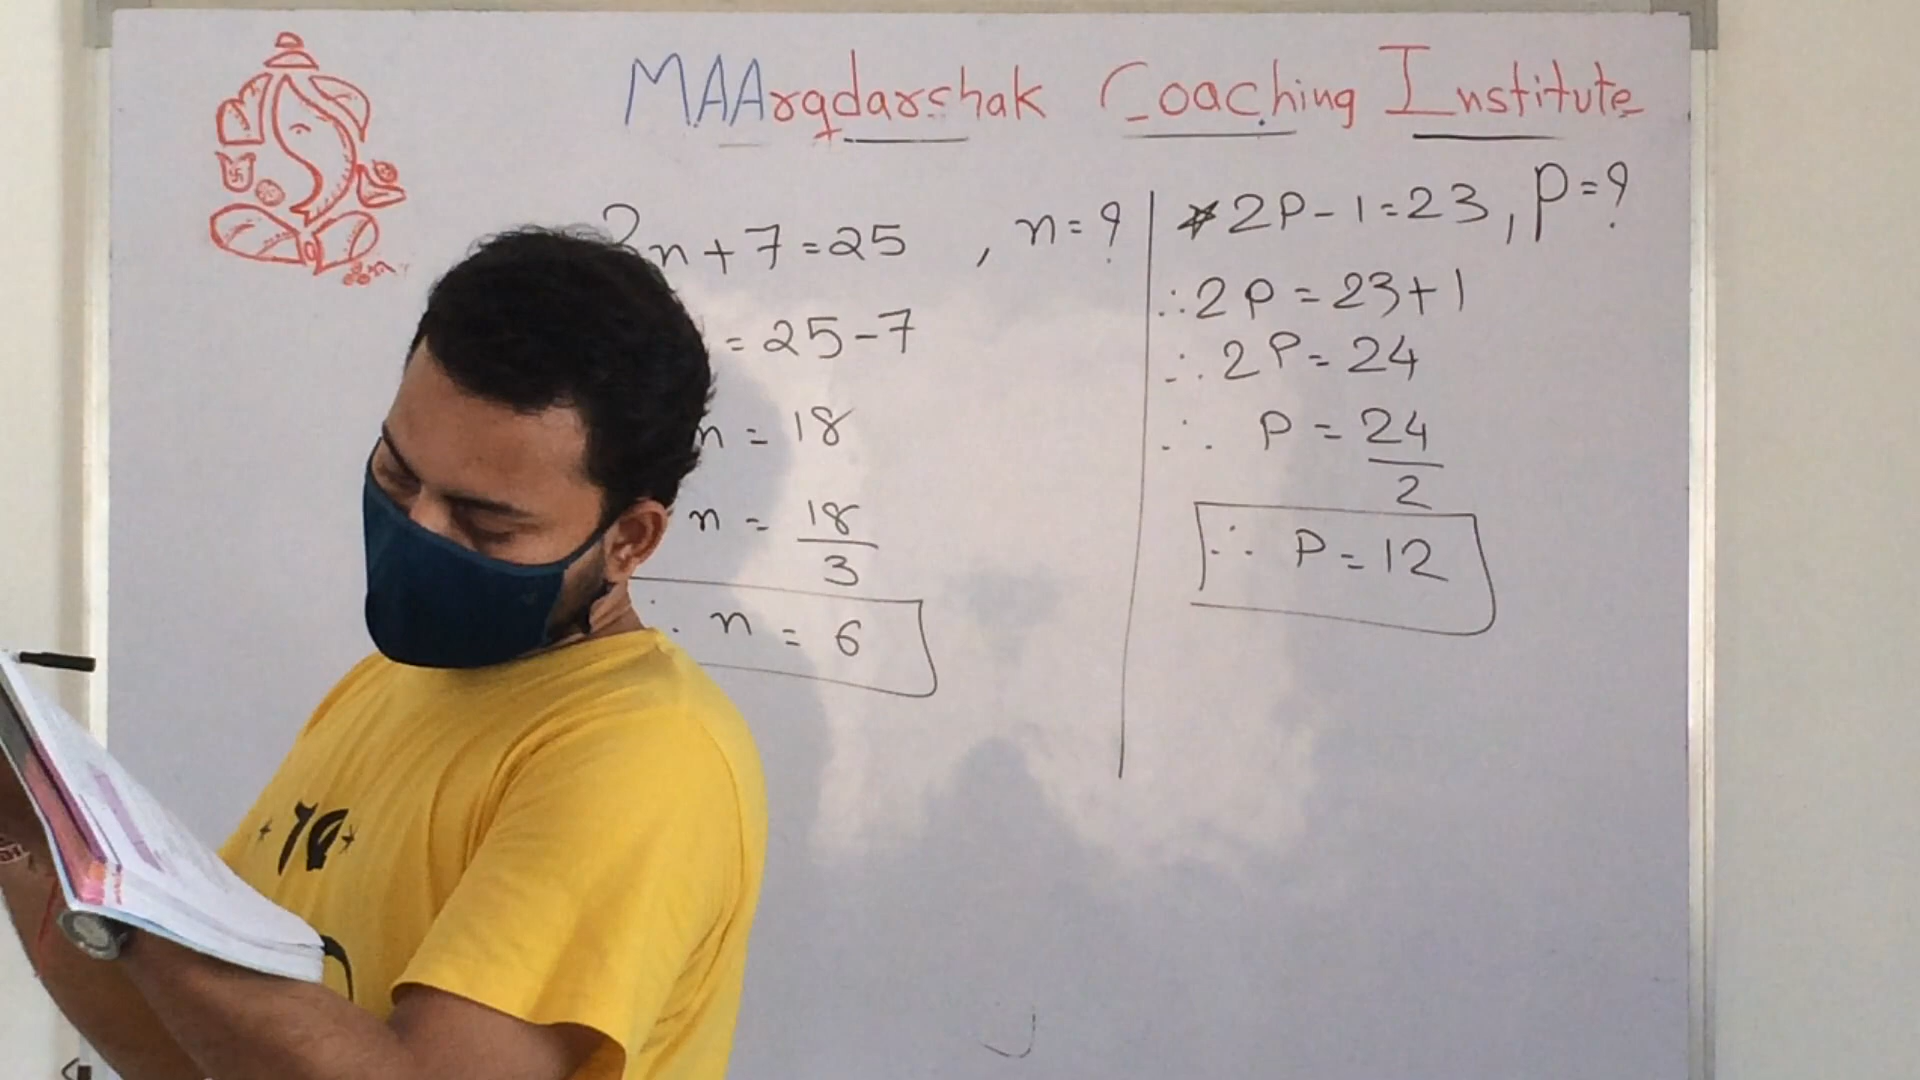 MAArgdarshak Coaching Institute
3n + 7 = 25 , n = ?
= 25 - 7
n = 18
n = 18
3
∴ n = 6
* 2P - 1 = 23, P = ?
∴ 2P = 23 + 1
∴ 2P = 24
∴ P = 24
2
∴ P = 12